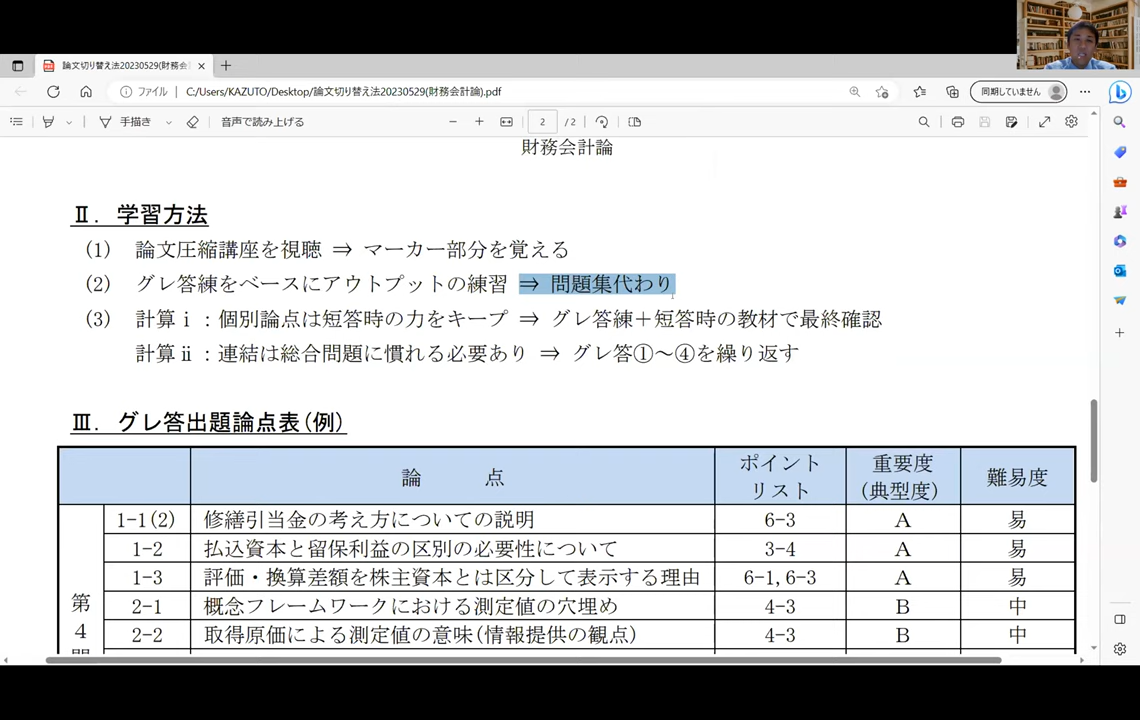 論文切り替え法20230529(財務会
ファイル | C:/Users/KAZUTO/Desktop/論文切り替え法20230529(財務会計論).pdf
同期していません
手描き
音声で読み上げる
2 / 2
財務会計論
Ⅱ. 学習方法
(1) 論文圧縮講座を視聴 ⇒ マーカー部分を覚える
(2) グレ答練をベースにアウトプットの練習 ⇒ 問題集代わり
(3) 計算ⅰ：個別論点は短答時の力をキープ ⇒ グレ答練＋短答時の教材で最終確認
計算ⅱ：連結は総合問題に慣れる必要あり ⇒ グレ答①～④を繰り返す
Ⅲ. グレ答出題論点表(例)
論 点 ポイントリスト 重要度(典型度) 難易度
第4
1-1(2) 修繕引当金の考え方についての説明 6-3 A 易
1-2 払込資本と留保利益の区別の必要性について 3-4 A 易
1-3 評価・換算差額を株主資本とは区分して表示する理由 6-1, 6-3 A 易
2-1 概念フレームワークにおける測定値の穴埋め 4-3 B 中
2-2 取得原価による測定値の意味(情報提供の観点) 4-3 B 中